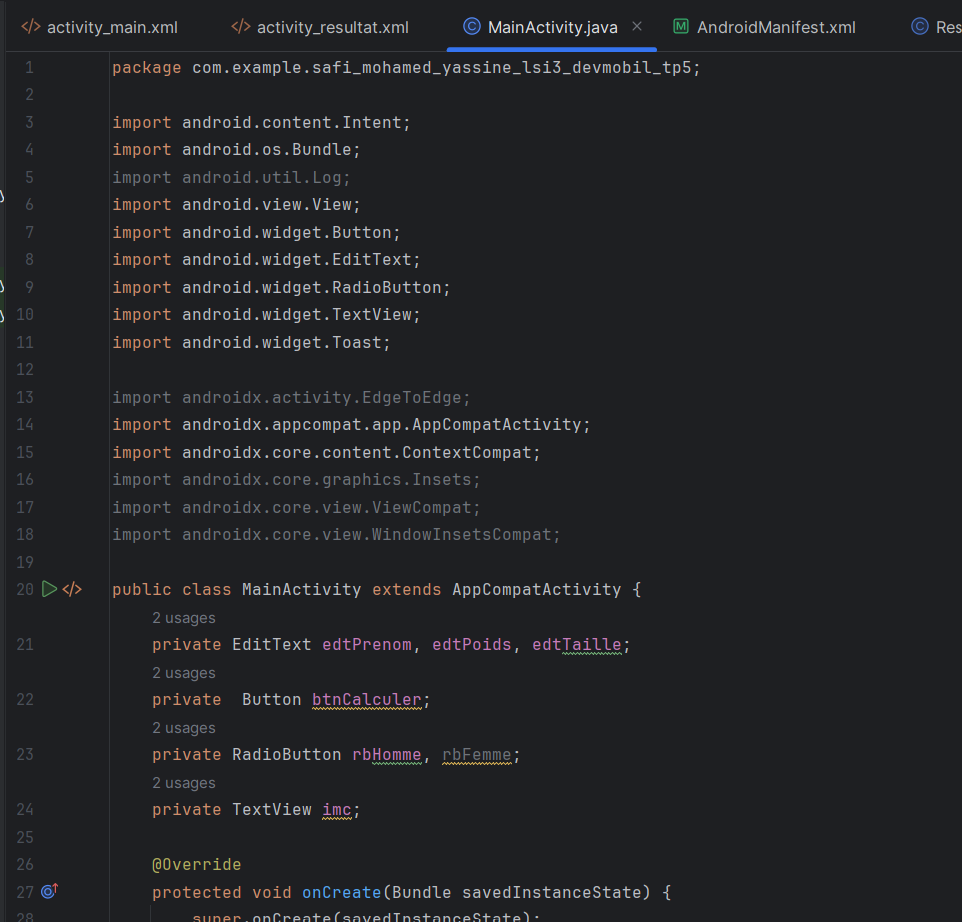 activity_main.xml activity_resultat.xml MainActivity.java AndroidManifest.xml Res
1 package com.example.safi_mohamed_yassine_lsi3_devmobil_tp5;
2
3 import android.content.Intent;
4 import android.os.Bundle;
5 import android.util.Log;
6 import android.view.View;
7 import android.widget.Button;
8 import android.widget.EditText;
9 import android.widget.RadioButton;
10 import android.widget.TextView;
11 import android.widget.Toast;
12
13 import androidx.activity.EdgeToEdge;
14 import androidx.appcompat.app.AppCompatActivity;
15 import androidx.core.content.ContextCompat;
16 import androidx.core.graphics.Insets;
17 import androidx.core.view.ViewCompat;
18 import androidx.core.view.WindowInsetsCompat;
19
20 public class MainActivity extends AppCompatActivity {
2 usages
21 private EditText edtPrenom, edtPoids, edtTaille;
2 usages
22 private Button btnCalculer;
2 usages
23 private RadioButton rbHomme, rbFemme;
2 usages
24 private TextView imc;
25
26 @Override
27 protected void onCreate(Bundle savedInstanceState) {
28 super.onCreate(savedInstanceState);